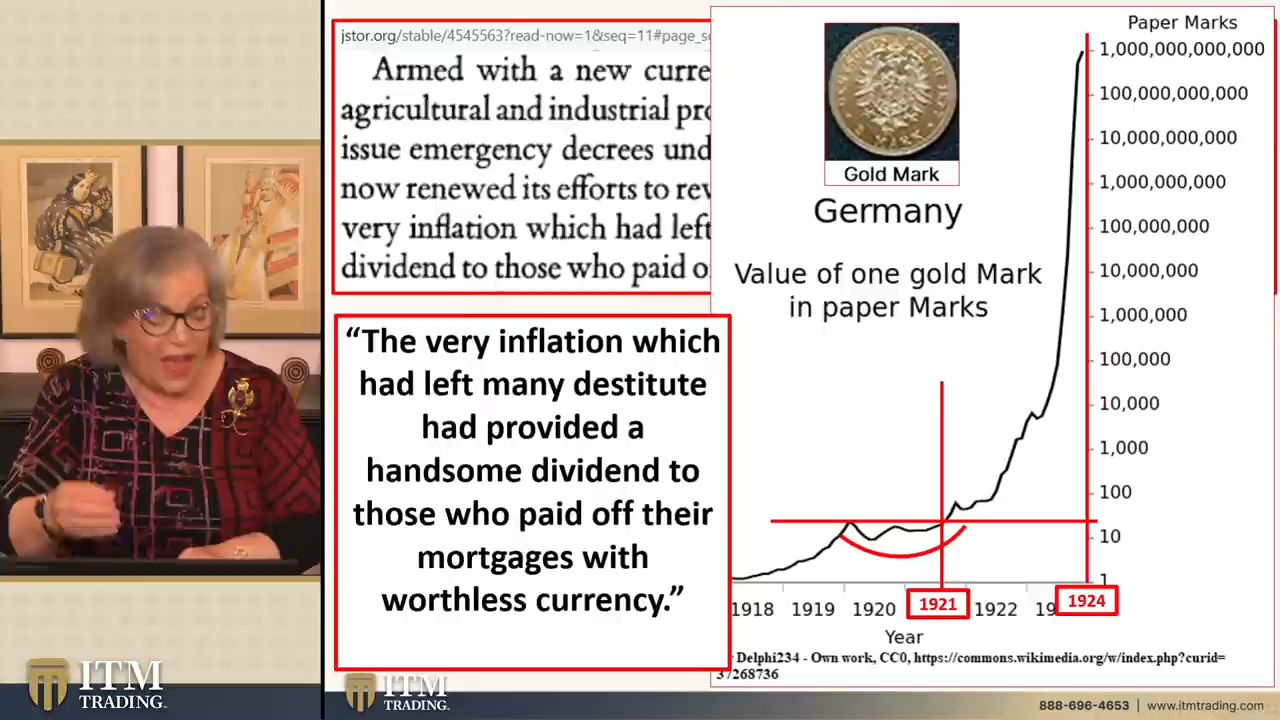 jstor.org/stable/4545563?read-now=1&seq=11#page_s
Armed with a new curre
agricultural and industrial pro
issue emergency decrees und
now renewed its efforts to rev
very inflation which had left
dividend to those who paid o
“The very inflation which
had left many destitute
had provided a
handsome dividend to
those who paid off their
mortgages with
worthless currency.”
Gold Mark
Germany
Value of one gold Mark
in paper Marks
Paper Marks
1,000,000,000,000
100,000,000,000
10,000,000,000
1,000,000,000
100,000,000
10,000,000
1,000,000
100,000
10,000
1,000
100
10
1
1918 1919 1920 1921 1922 19 1924
Year
Delphi234 - Own work, CC0, https://commons.wikimedia.org/w/index.php?curid=
37268736
ITM
TRADING.
ITM
TRADING.
888-696-4653 | www.itmtrading.com